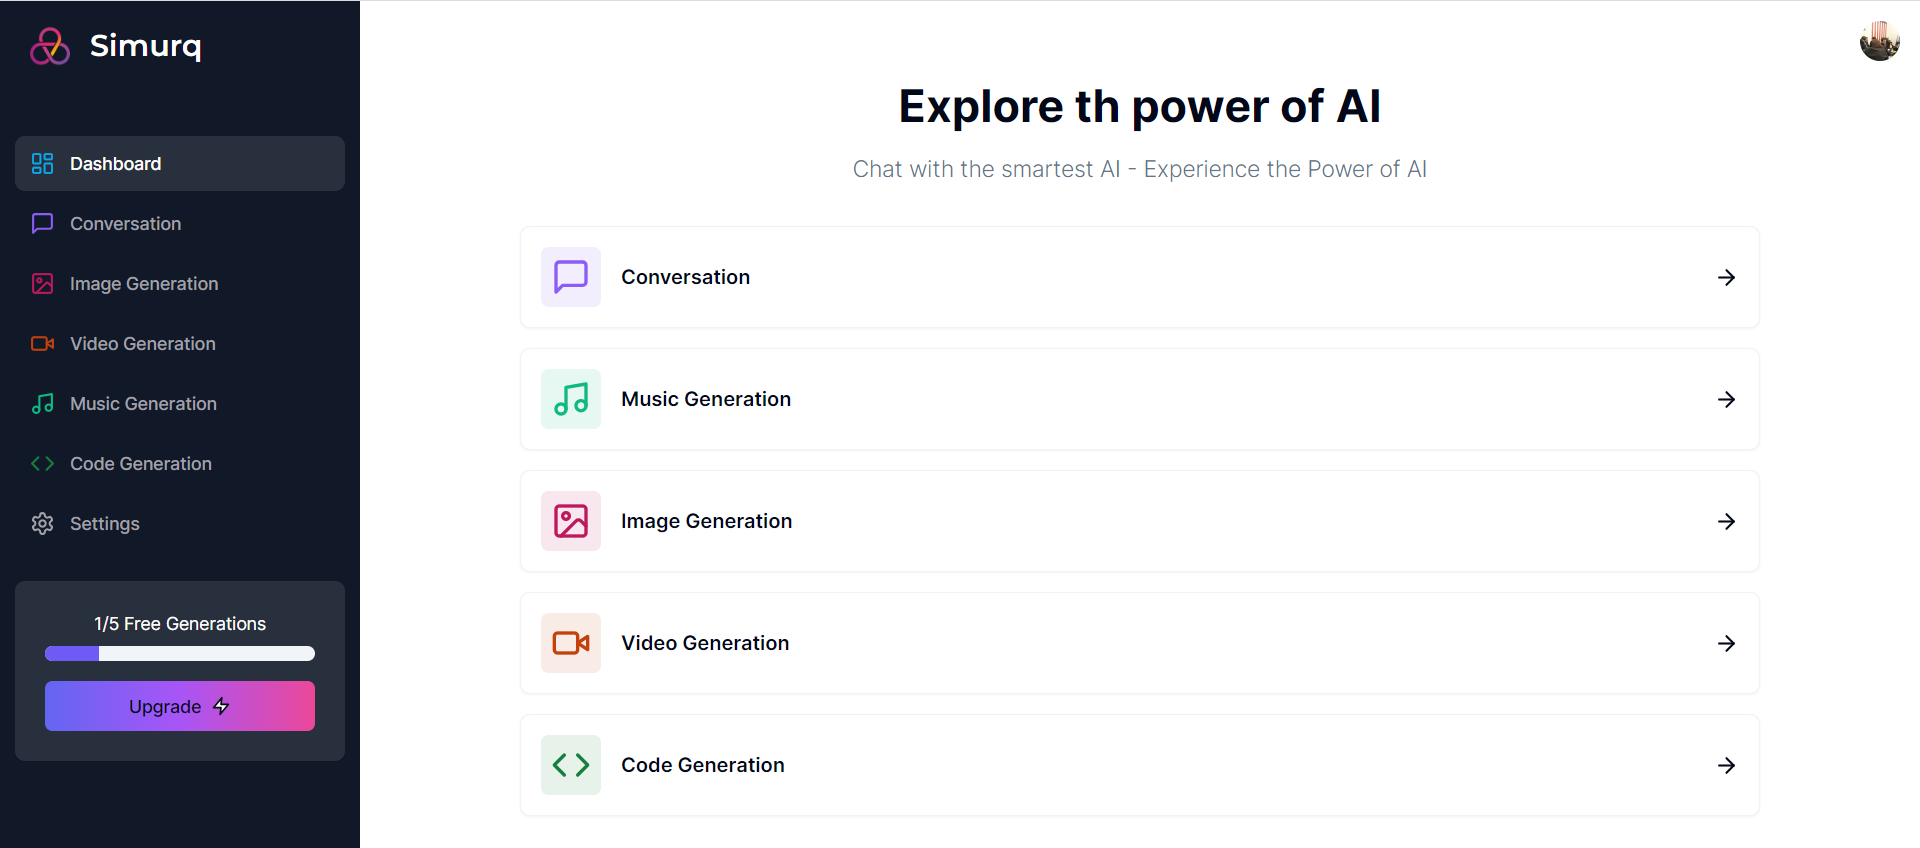 Simurq
Dashboard
Conversation
Image Generation
Video Generation
Music Generation
Code Generation
Settings
1/5 Free Generations
Upgrade
Explore th power of AI
Chat with the smartest AI - Experience the Power of AI
Conversation
Music Generation
Image Generation
Video Generation
Code Generation